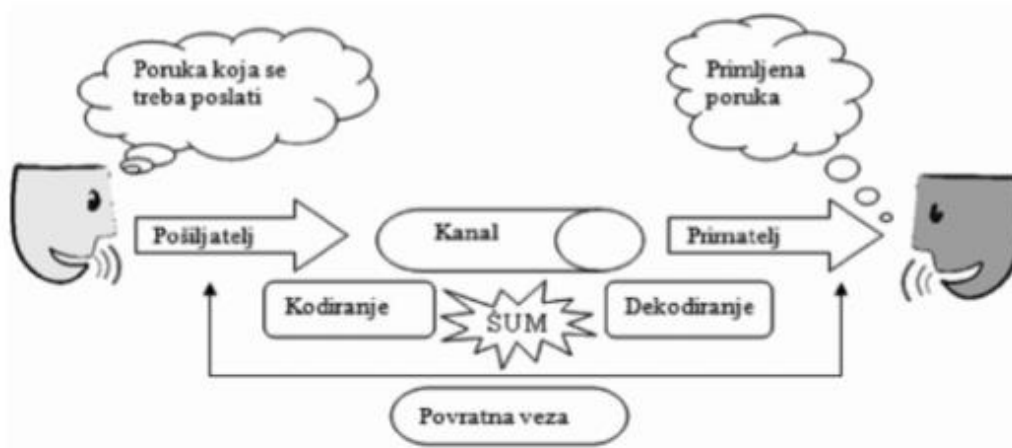 Poruka koja se
treba poslati
Primljena
poruka
Pošiljatelj
Kanal
Primatelj
Kodiranje
ŠUM
Dekodiranje
Povratna veza